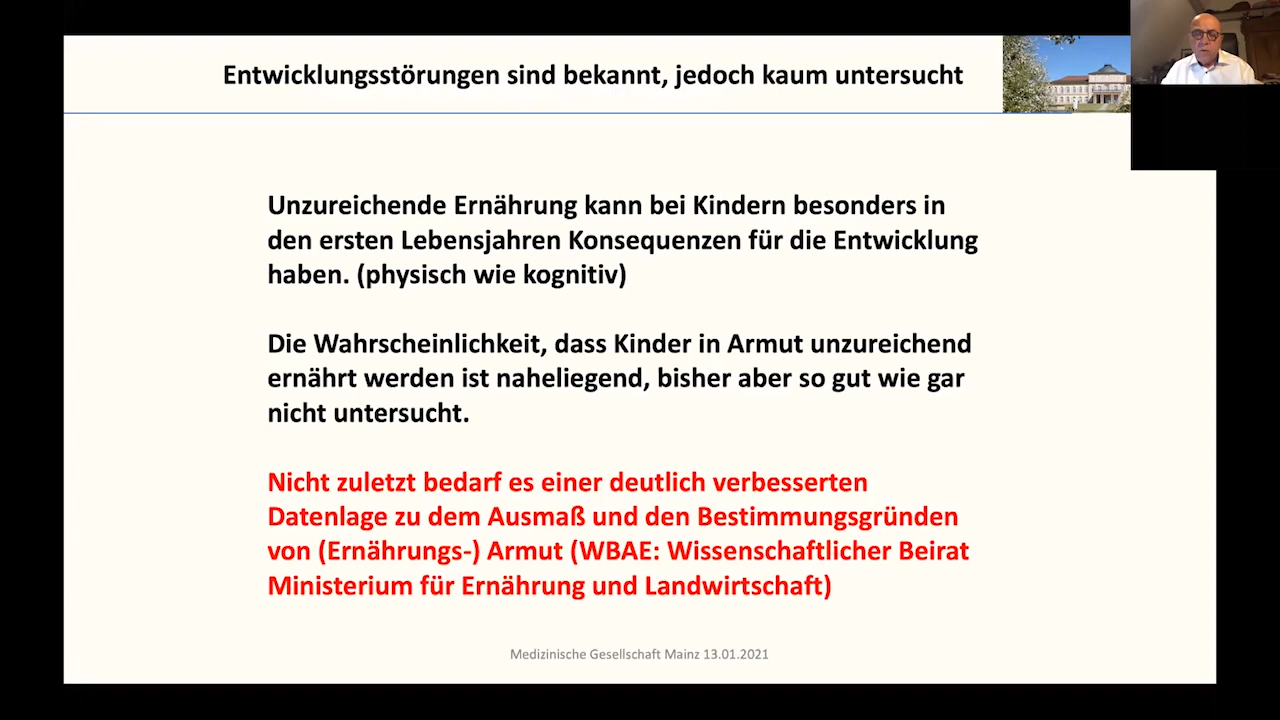 Entwicklungsstörungen sind bekannt, jedoch kaum untersucht
Unzureichende Ernährung kann bei Kindern besonders in
den ersten Lebensjahren Konsequenzen für die Entwicklung
haben. (physisch wie kognitiv)
Die Wahrscheinlichkeit, dass Kinder in Armut unzureichend
ernährt werden ist naheliegend, bisher aber so gut wie gar
nicht untersucht.
Nicht zuletzt bedarf es einer deutlich verbesserten
Datenlage zu dem Ausmaß und den Bestimmungsgründen
von (Ernährungs-) Armut (WBAE: Wissenschaftlicher Beirat
Ministerium für Ernährung und Landwirtschaft)
Medizinische Gesellschaft Mainz 13.01.2021